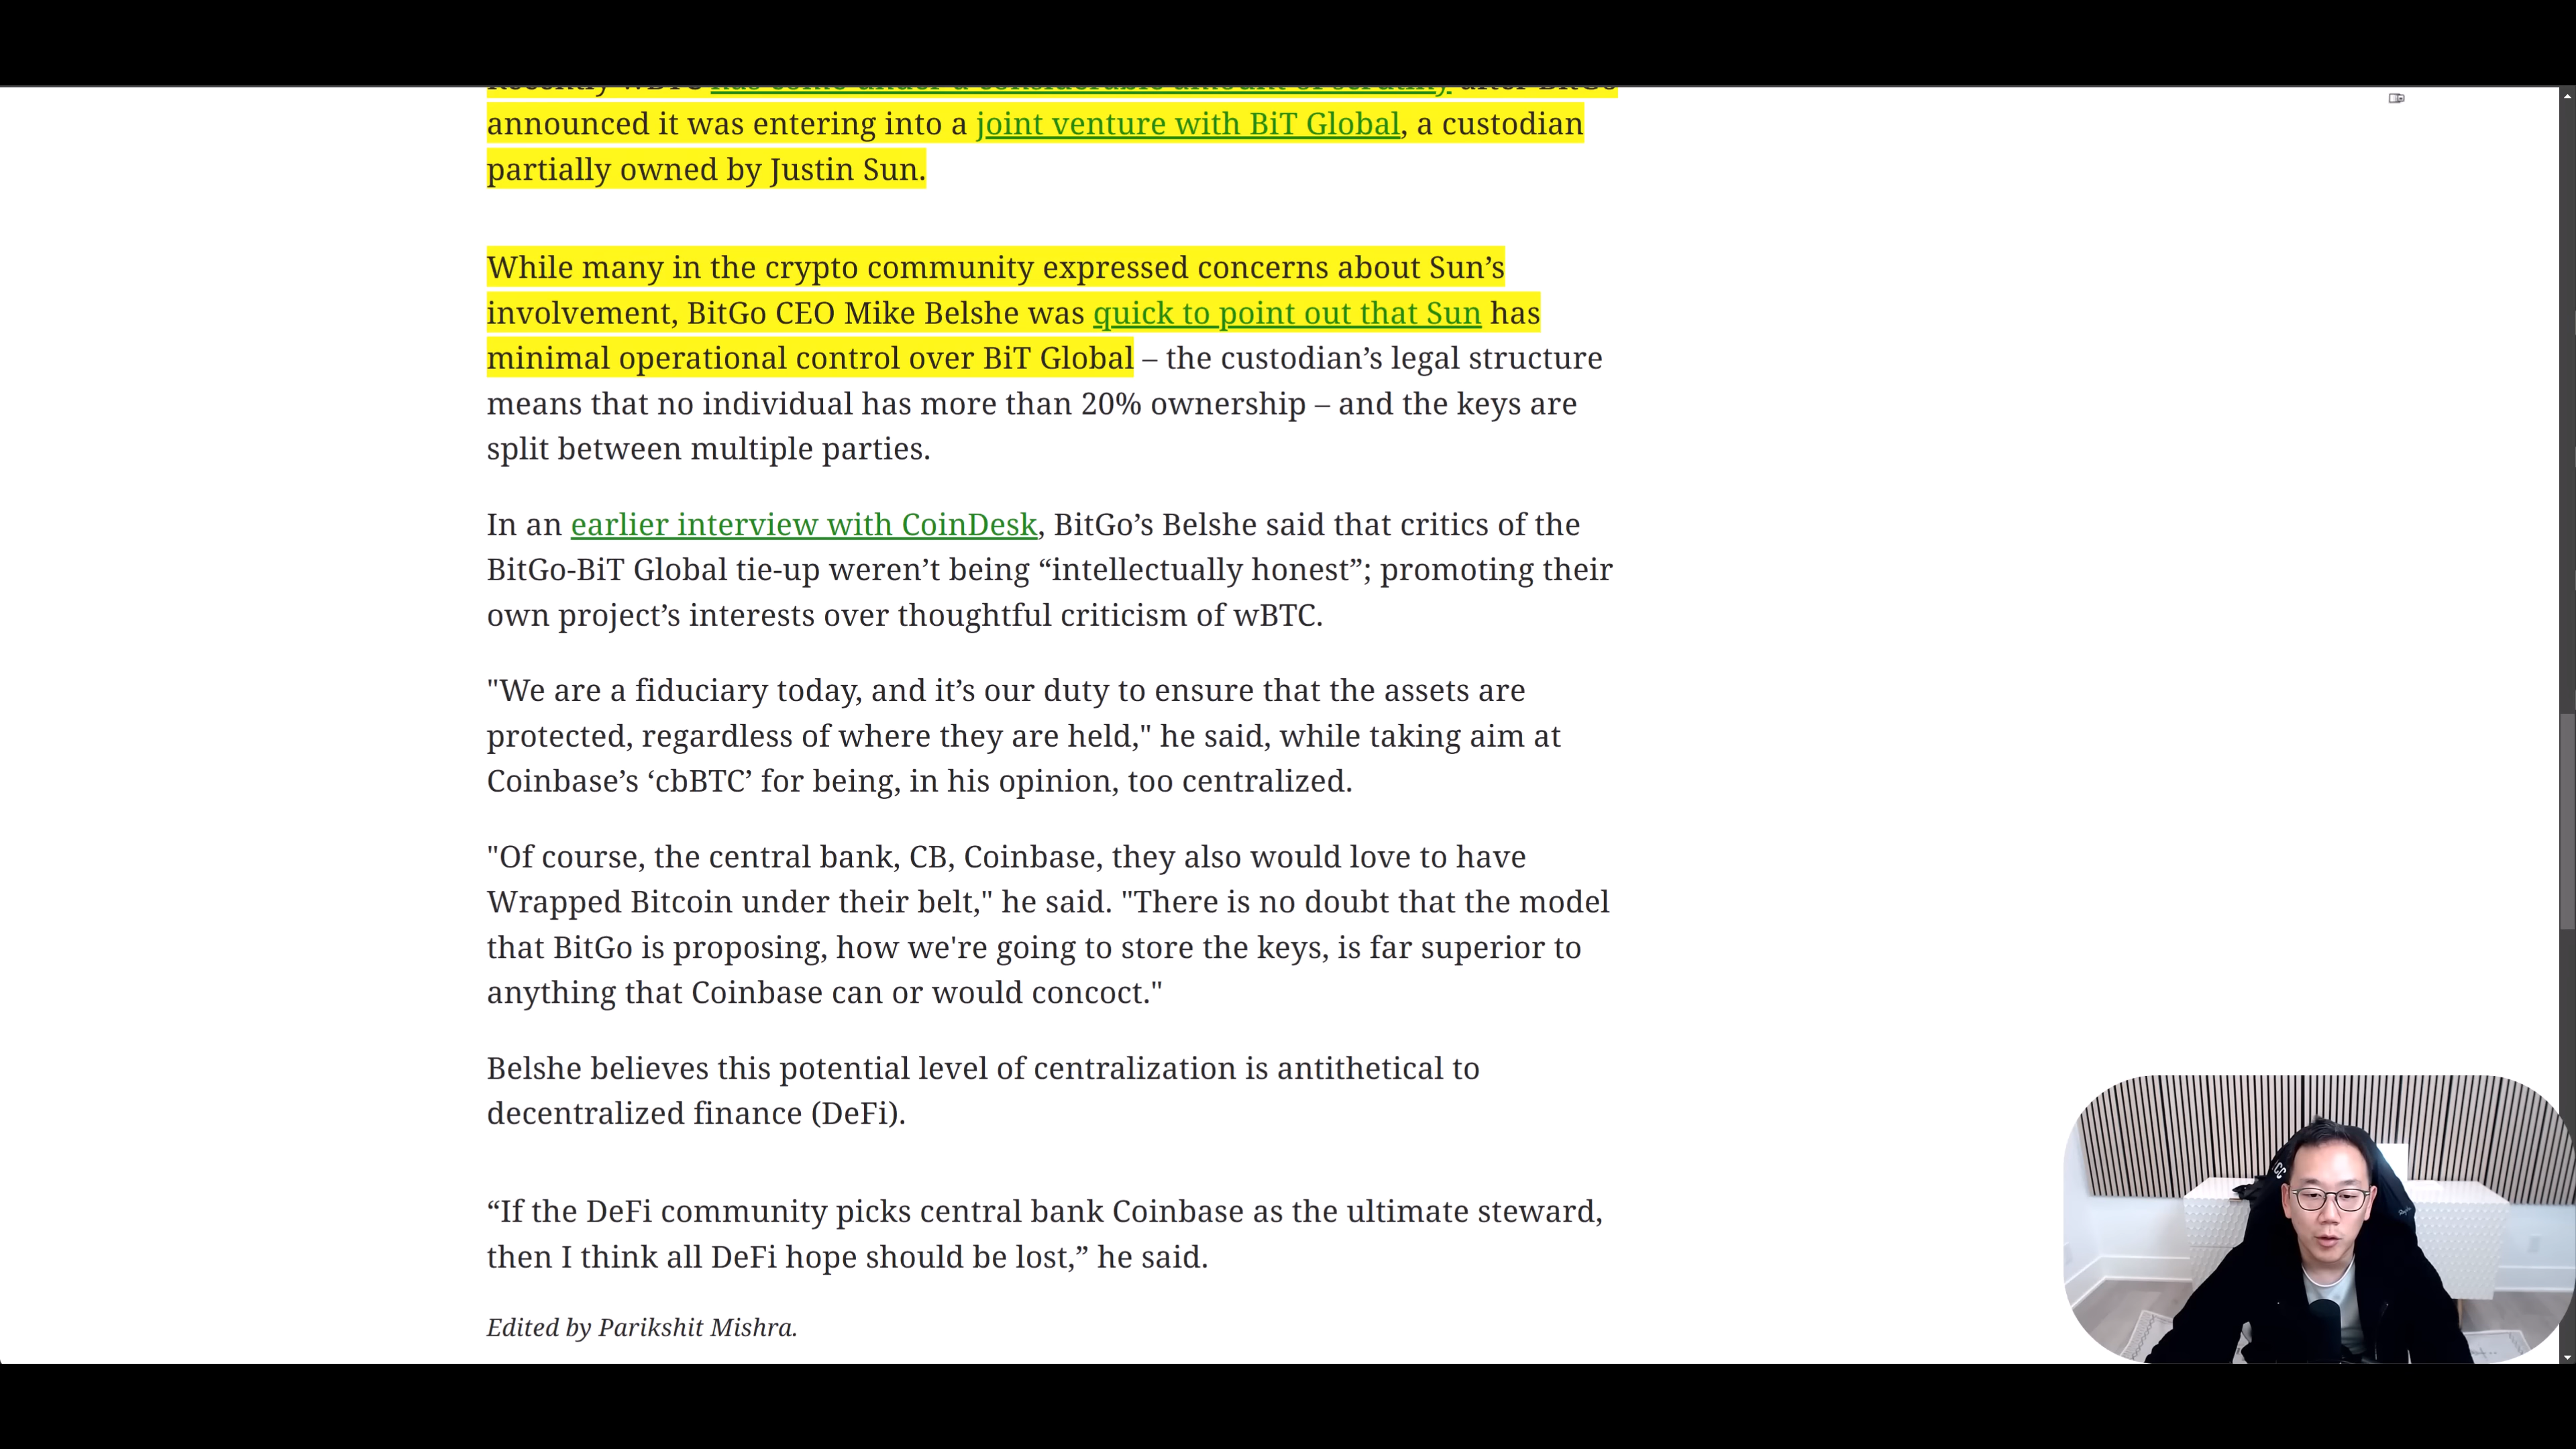 Recently wBTC has come under a considerable amount of scrutiny after BitGo
announced it was entering into a joint venture with BiT Global, a custodian
partially owned by Justin Sun.
While many in the crypto community expressed concerns about Sun’s
involvement, BitGo CEO Mike Belshe was quick to point out that Sun has
minimal operational control over BiT Global – the custodian’s legal structure
means that no individual has more than 20% ownership – and the keys are
split between multiple parties.
In an earlier interview with CoinDesk, BitGo’s Belshe said that critics of the
BitGo-BiT Global tie-up weren’t being “intellectually honest”; promoting their
own project’s interests over thoughtful criticism of wBTC.
"We are a fiduciary today, and it’s our duty to ensure that the assets are
protected, regardless of where they are held," he said, while taking aim at
Coinbase’s ‘cbBTC’ for being, in his opinion, too centralized.
"Of course, the central bank, CB, Coinbase, they also would love to have
Wrapped Bitcoin under their belt," he said. "There is no doubt that the model
that BitGo is proposing, how we're going to store the keys, is far superior to
anything that Coinbase can or would concoct."
Belshe believes this potential level of centralization is antithetical to
decentralized finance (DeFi).
“If the DeFi community picks central bank Coinbase as the ultimate steward,
then I think all DeFi hope should be lost,” he said.
Edited by Parikshit Mishra.